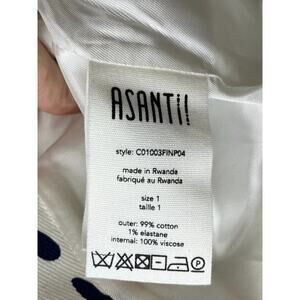 ASANTii
style: C01003FINP04
made in Rwanda
fabriqué au Rwanda
size 1
taille 1
outer: 99% cotton
1% elastane
internal: 100% viscose
P